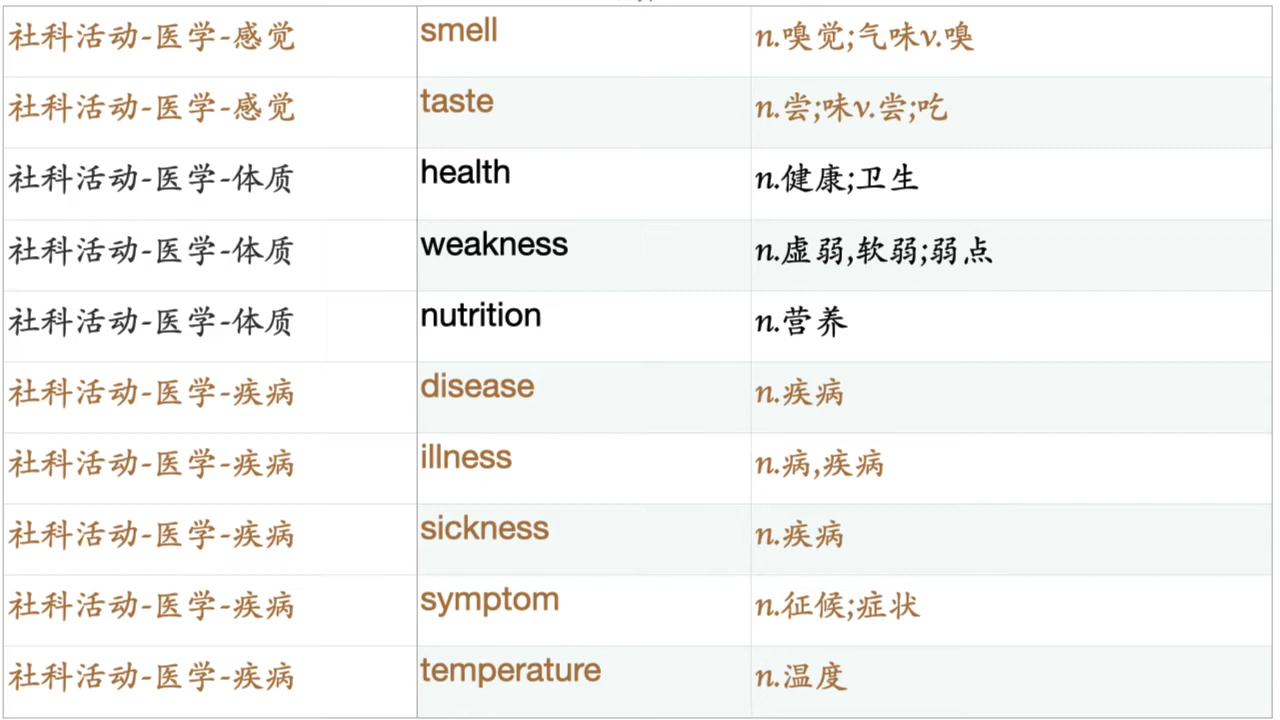 社科活动-医学-感觉 smell n.嗅觉;气味v.嗅
社科活动-医学-感觉 taste n.尝;味v.尝;吃
社科活动-医学-体质 health n.健康;卫生
社科活动-医学-体质 weakness n.虚弱,软弱;弱点
社科活动-医学-体质 nutrition n.营养
社科活动-医学-疾病 disease n.疾病
社科活动-医学-疾病 illness n.病,疾病
社科活动-医学-疾病 sickness n.疾病
社科活动-医学-疾病 symptom n.征候;症状
社科活动-医学-疾病 temperature n.温度